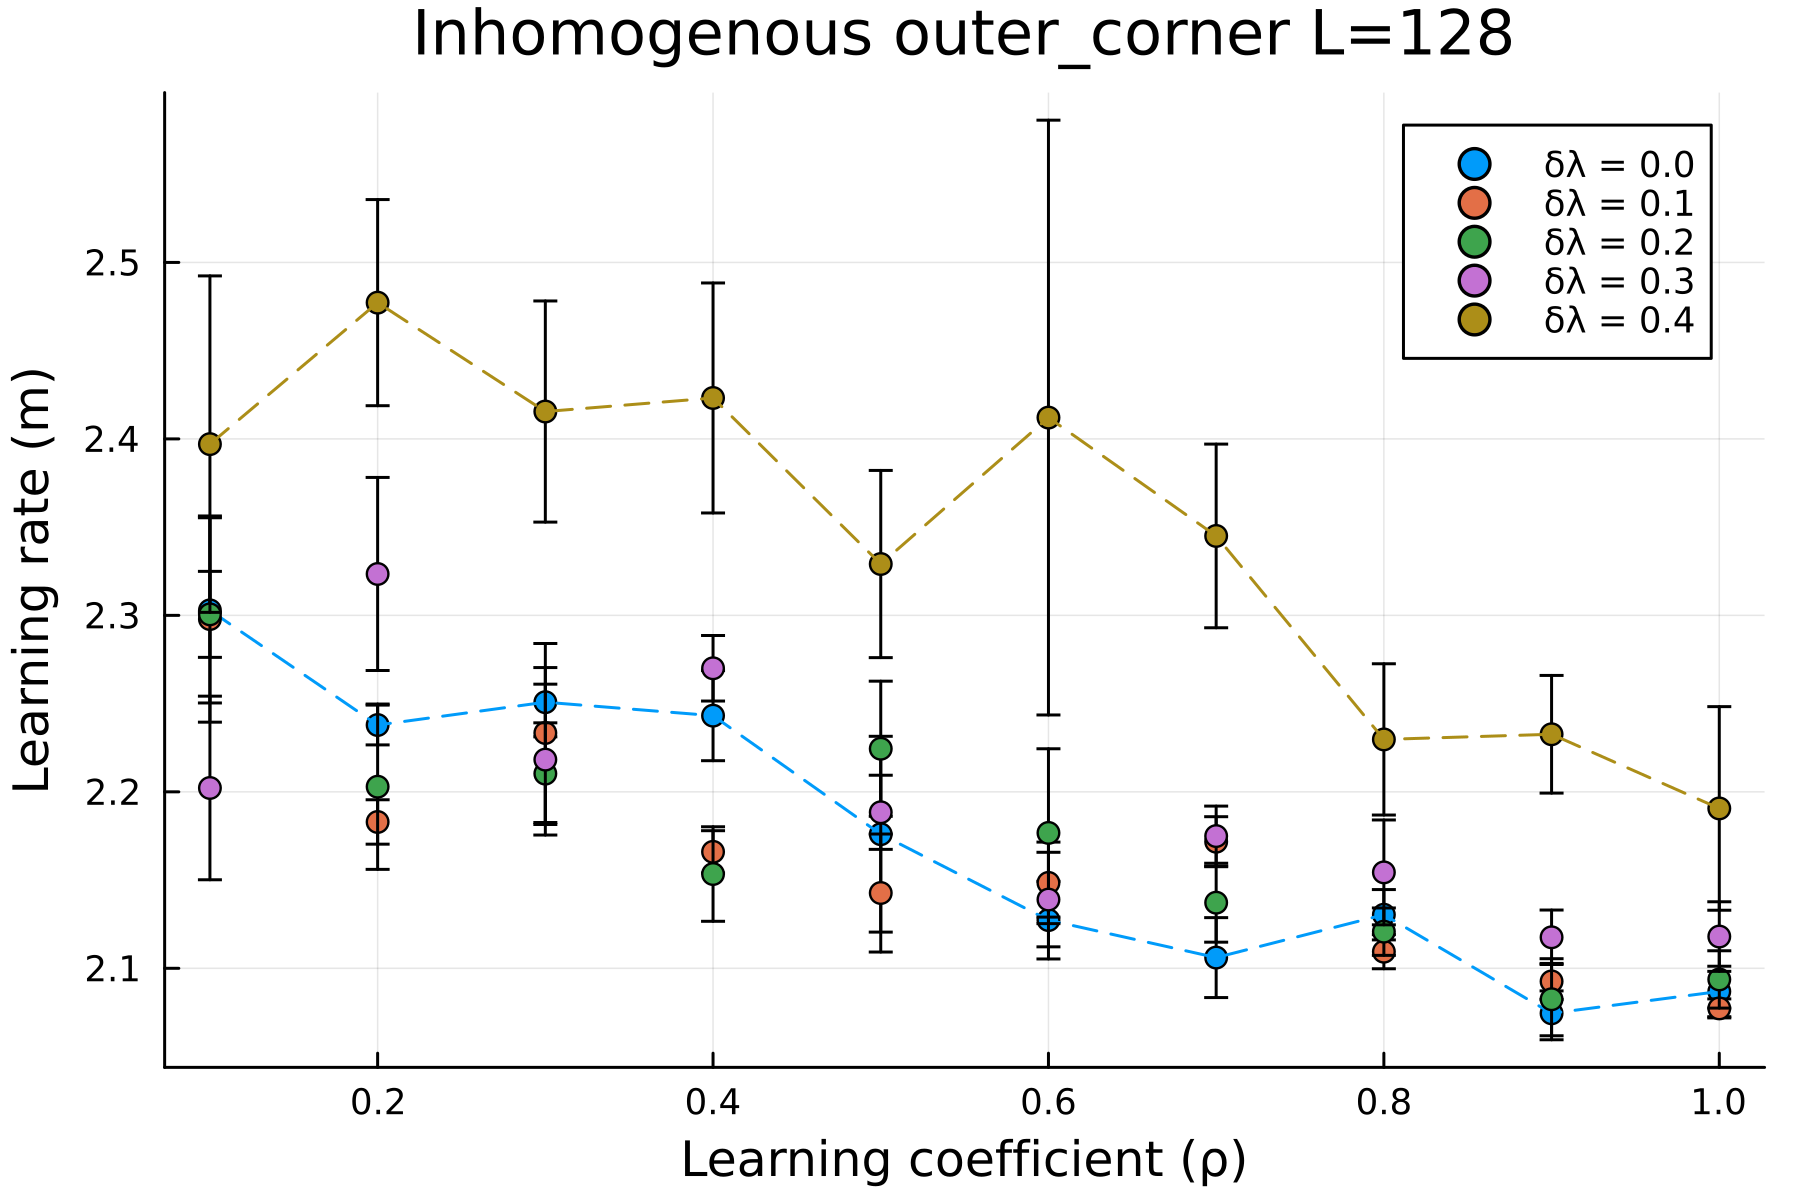 Inhomogenous outer_corner L=128
δλ = 0.0
δλ = 0.1
δλ = 0.2
δλ = 0.3
δλ = 0.4
Learning rate (m)
2.5
2.4
2.3
2.2
2.1
0.2 0.4 0.6 0.8 1.0
Learning coefficient (ρ)